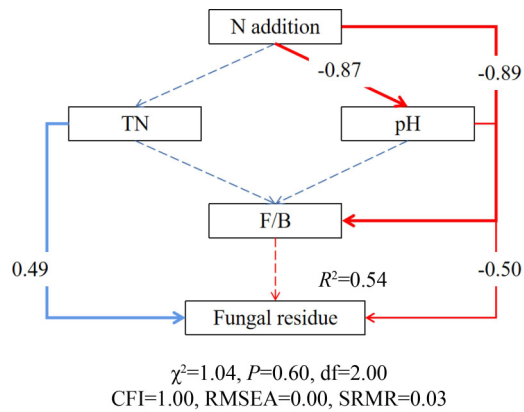 N addition
-0.87
-0.89
TN
pH
F/B
0.49
-0.50
R²=0.54
Fungal residue
χ²=1.04, P=0.60, df=2.00
CFI=1.00, RMSEA=0.00, SRMR=0.03